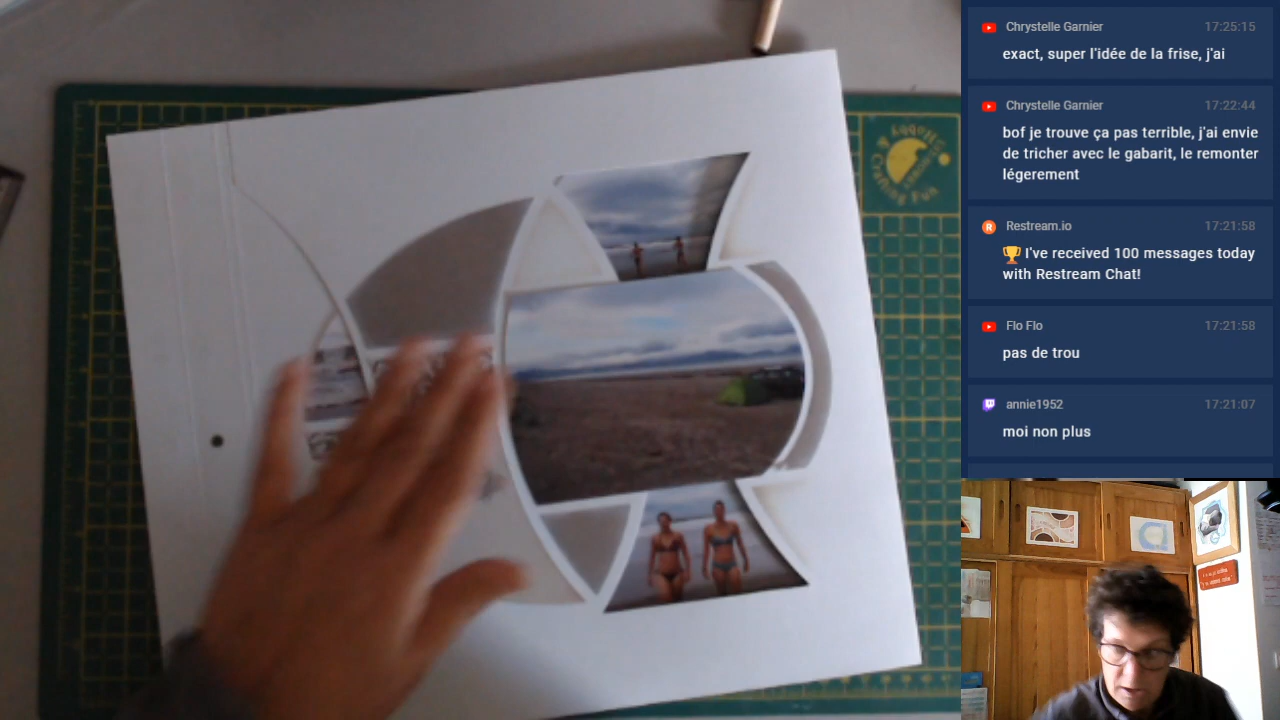 Chrystelle Garnier 17:25:15
exact, super l'idée de la frise, j'ai
Chrystelle Garnier 17:22:44
bof je trouve ça pas terrible, j'ai envie
de tricher avec le gabarit, le remonter
légerement
Restream.io 17:21:58
🏆 I've received 100 messages today
with Restream Chat!
Flo Flo 17:21:58
pas de trou
annie1952 17:21:07
moi non plus
Hobby &
Crafting Fun